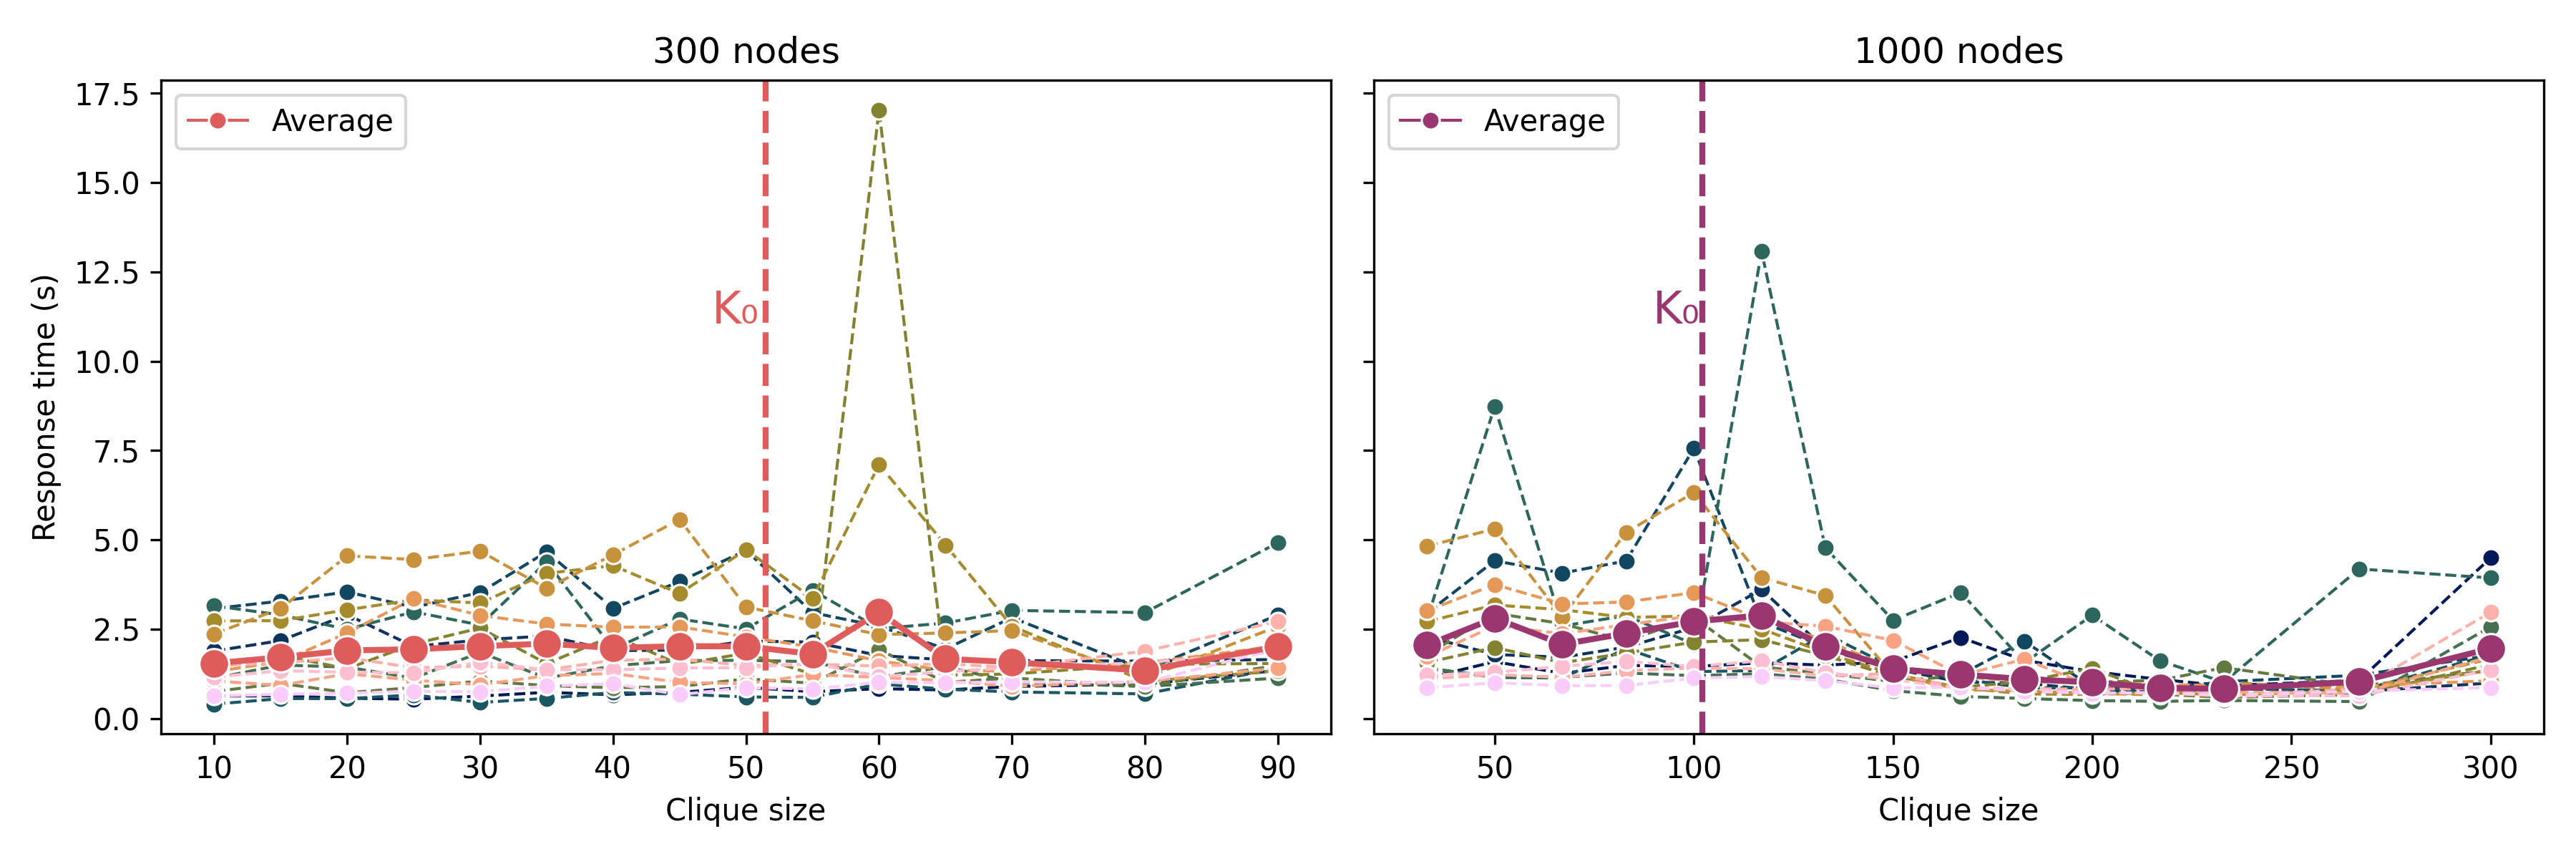 300 nodes
1000 nodes
Average
Average
17.5
15.0
12.5
10.0
7.5
5.0
2.5
0.0
Response time (s)
K₀
K₀
10 20 30 40 50 60 70 80 90
50 100 150 200 250 300
Clique size
Clique size